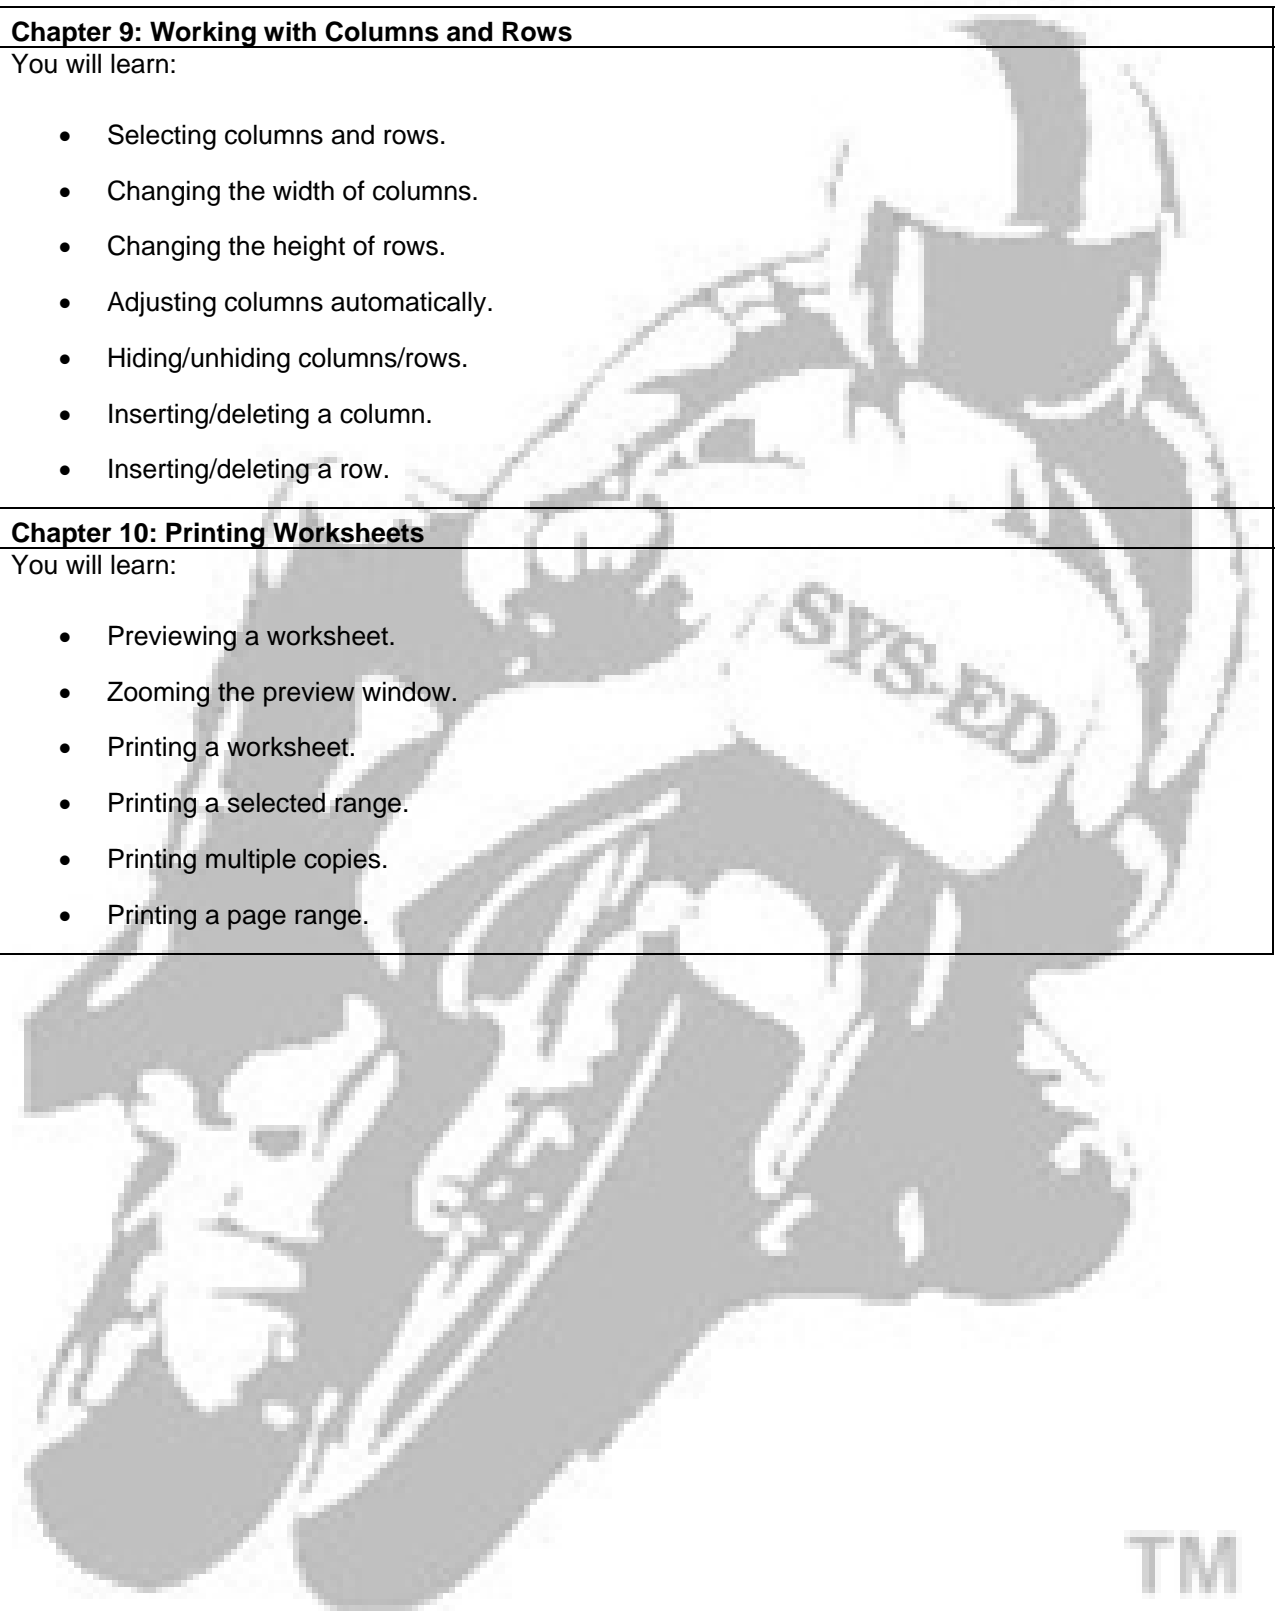 Chapter 9: Working with Columns and Rows
You will learn:
• Selecting columns and rows.
• Changing the width of columns.
• Changing the height of rows.
• Adjusting columns automatically.
• Hiding/unhiding columns/rows.
• Inserting/deleting a column.
• Inserting/deleting a row.
Chapter 10: Printing Worksheets
You will learn:
• Previewing a worksheet.
• Zooming the preview window.
• Printing a worksheet.
• Printing a selected range.
• Printing multiple copies.
• Printing a page range.
SYS-ED
TM